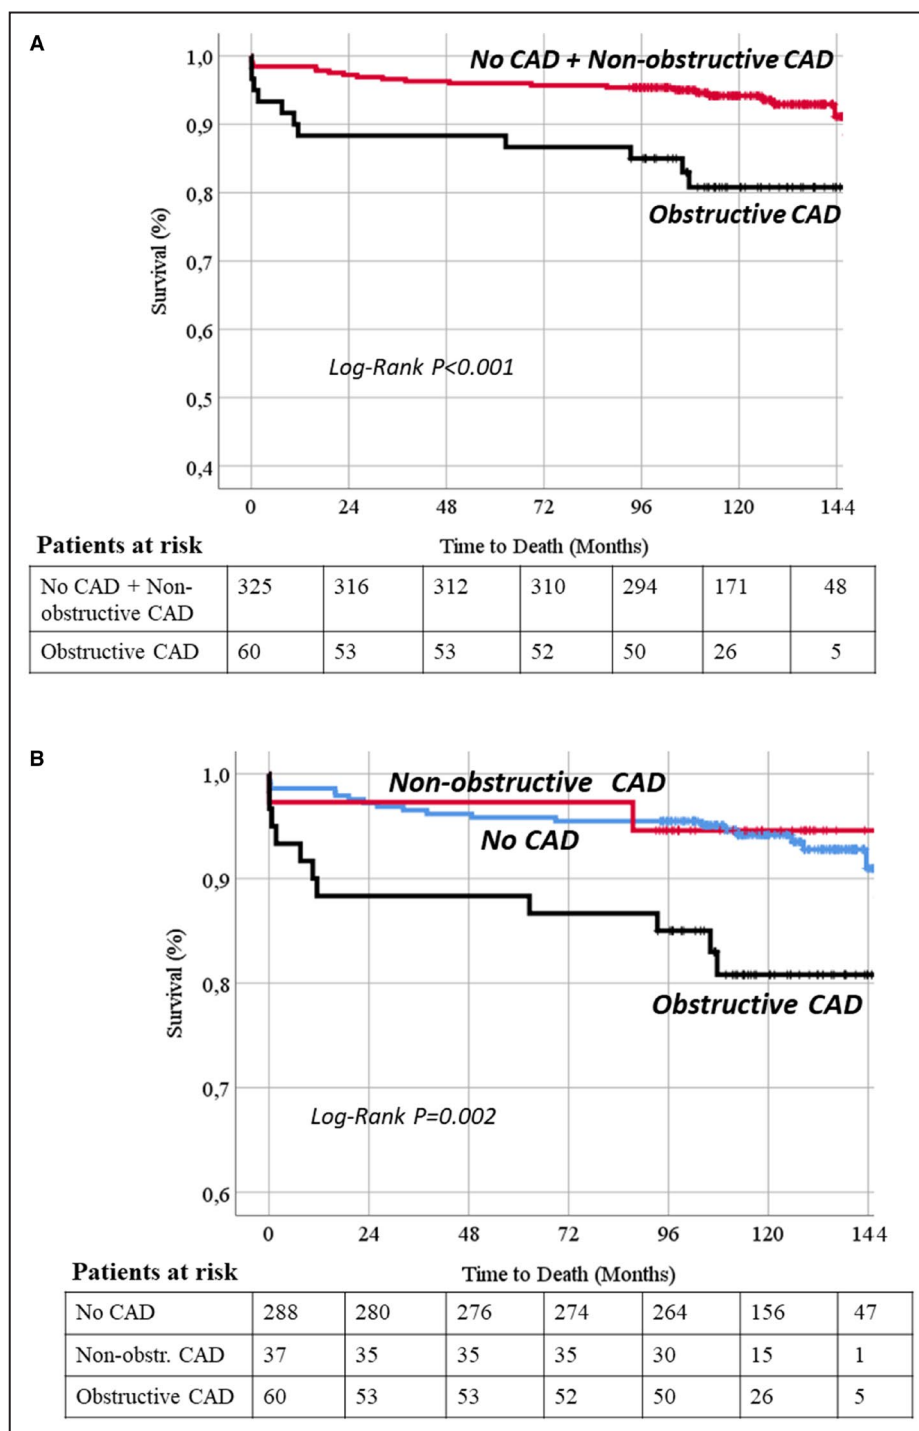 A
1,0
0,9
0,8
0,7
0,6
0,5
0,4
Survival (%)
No CAD + Non-obstructive CAD
Obstructive CAD
Log-Rank P<0.001
0 24 48 72 96 120 144
Patients at risk
Time to Death (Months)
No CAD + Non-
obstructive CAD
325 316 312 310 294 171 48
Obstructive CAD 60 53 53 52 50 26 5
B
1,0
0,9
0,8
0,7
0,6
Survival (%)
Non-obstructive CAD
No CAD
Obstructive CAD
Log-Rank P=0.002
0 24 48 72 96 120 144
Patients at risk
Time to Death (Months)
No CAD 288 280 276 274 264 156 47
Non-obstr. CAD 37 35 35 35 30 15 1
Obstructive CAD 60 53 53 52 50 26 5